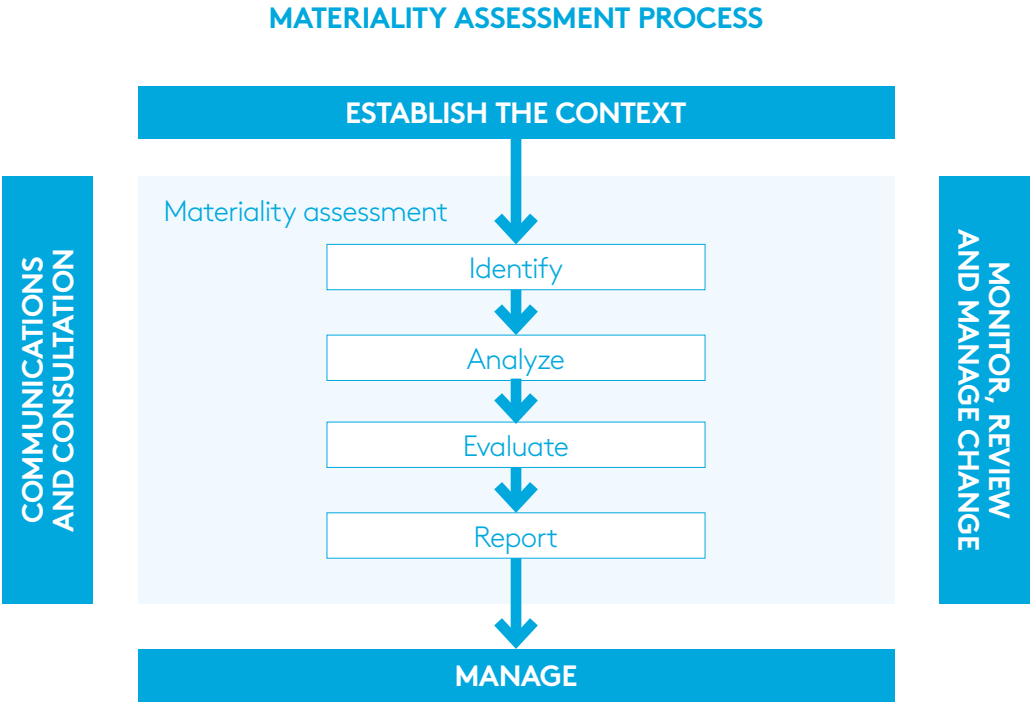 MATERIALITY ASSESSMENT PROCESS
ESTABLISH THE CONTEXT
COMMUNICATIONS
AND CONSULTATION
Materiality assessment
Identify
Analyze
Evaluate
Report
MONITOR, REVIEW
AND MANAGE CHANGE
MANAGE